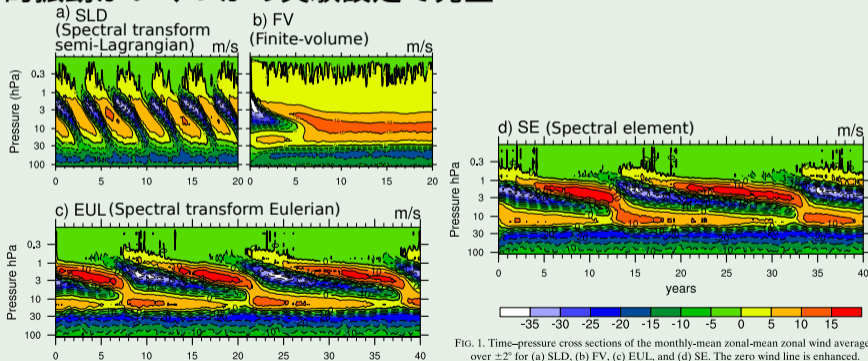 a) SLD
(Spectral transform
semi-Lagrangian) m/s
b) FV
(Finite-volume) m/s
Pressure (hPa)
0.3
1
3
10
30
100
0 5 10 15 20
0 5 10 15 20
c) EUL (Spectral transform Eulerian) m/s
Pressure hPa
0.3
1
3
10
30
100
0 5 10 15 20 25 30 35 40
d) SE (Spectral element) m/s
Pressure hPa
0.3
1
3
10
30
100
0 5 10 15 20 25 30 35 40
years
-35 -30 -25 -20 -15 -10 -5 0 5 10 15
FIG. 1. Time–pressure cross sections of the monthly-mean zonal-mean zonal wind average
over ±2° for (a) SLD, (b) FV, (c) EUL, and (d) SE. The zero wind line is enhanced.